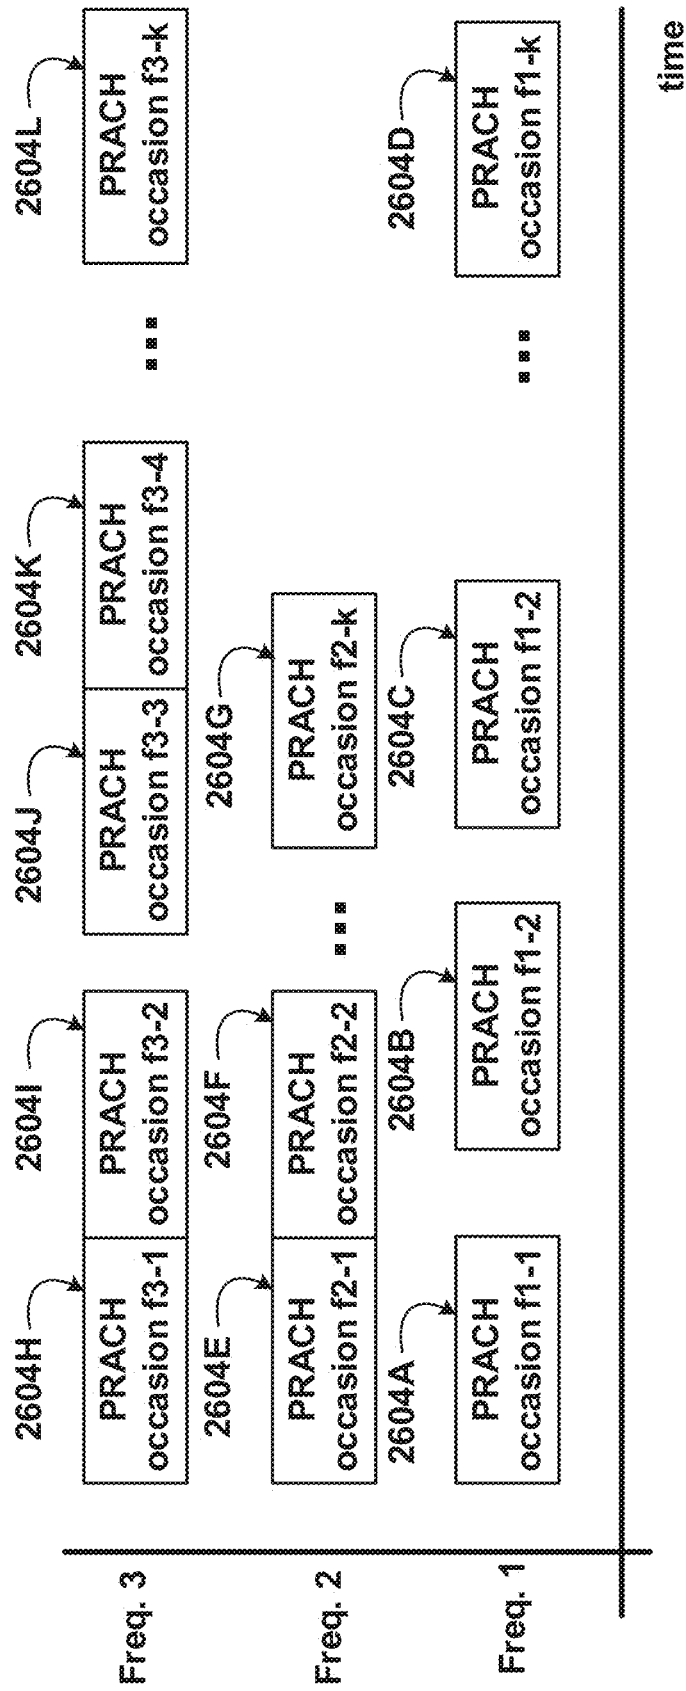 2604H
2604I
2604J
2604K
2604L
Freq. 3
PRACH
occasion f3-1
PRACH
occasion f3-2
PRACH
occasion f3-3
PRACH
occasion f3-4
...
PRACH
occasion f3-k
2604E
2604F
2604G
Freq. 2
PRACH
occasion f2-1
PRACH
occasion f2-2
...
PRACH
occasion f2-k
2604A
2604B
2604C
2604D
Freq. 1
PRACH
occasion f1-1
PRACH
occasion f1-2
PRACH
occasion f1-2
...
PRACH
occasion f1-k
time